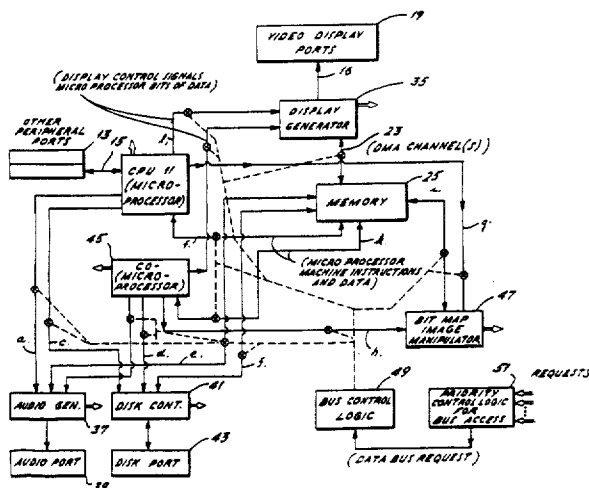 19
VIDEO DISPLAY
PORTS
16
(DISPLAY CONTROL SIGNALS
MICRO PROCESSOR BITS OF DATA)
35
DISPLAY
GENERATOR
OTHER
PERIPHERAL
PORTS
13
15
23
(DMA CHANNEL(S))
CPU 11
(MICRO-
PROCESSOR)
MEMORY
25
g.
k
(MICRO PROCESSOR
MACHINE INSTRUCTIONS
AND DATA)
45
CO-
(MICRO-
PROCESSOR)
47
BIT MAP
IMAGE
MANIPULATOR
a.
c.
d.
e.
f.
h.
49
BUS CONTROL
LOGIC
51
REQUESTS
PRIORITY
CONTROL LOGIC
FOR
BUS ACCESS
AUDIO GEN.
37
DISK CONT.
41
(DATA BUS REQUEST)
AUDIO PORT
DISK PORT
43